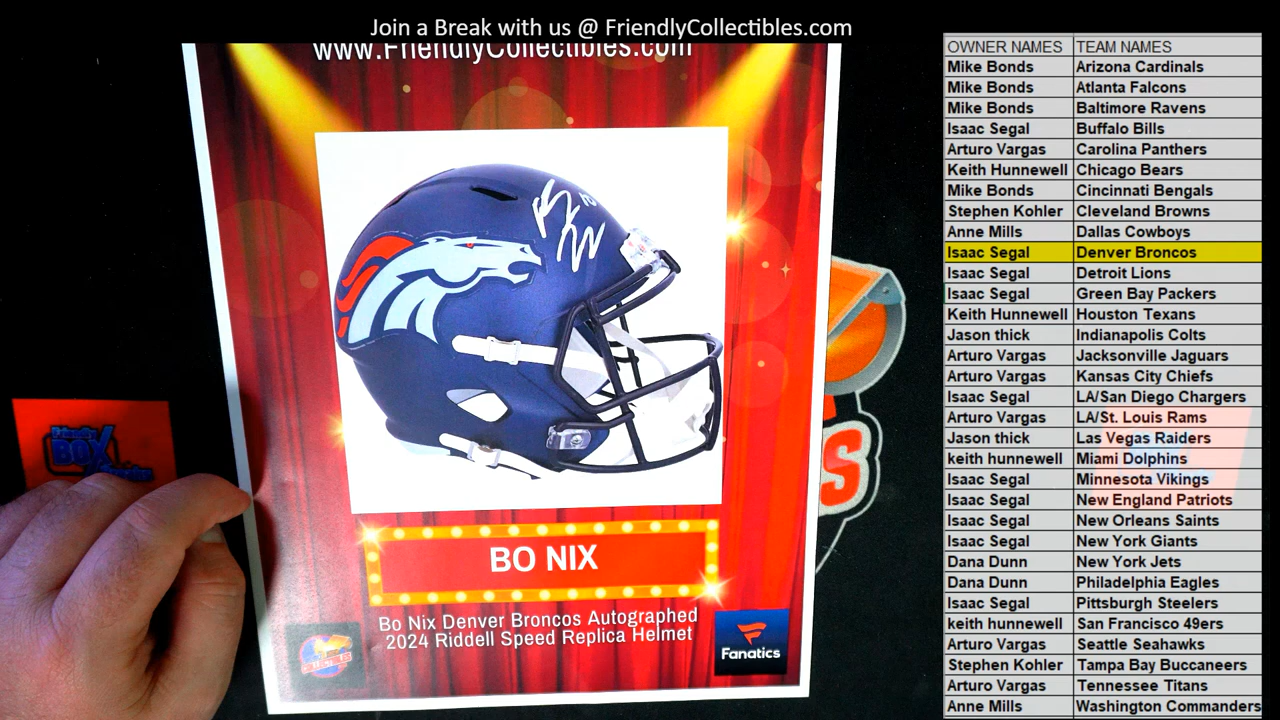 Join a Break with us @ FriendlyCollectibles.com
www.FriendlyCollectibles.com
BO NIX
Bo Nix Denver Broncos Autographed
2024 Riddell Speed Replica Helmet
Fanatics
Friendly
BOX
OWNER NAMES TEAM NAMES
Mike Bonds Arizona Cardinals
Mike Bonds Atlanta Falcons
Mike Bonds Baltimore Ravens
Isaac Segal Buffalo Bills
Arturo Vargas Carolina Panthers
Keith Hunnewell Chicago Bears
Mike Bonds Cincinnati Bengals
Stephen Kohler Cleveland Browns
Anne Mills Dallas Cowboys
Isaac Segal Denver Broncos
Isaac Segal Detroit Lions
Isaac Segal Green Bay Packers
Keith Hunnewell Houston Texans
Jason thick Indianapolis Colts
Arturo Vargas Jacksonville Jaguars
Arturo Vargas Kansas City Chiefs
Isaac Segal LA/San Diego Chargers
Arturo Vargas LA/St. Louis Rams
Jason thick Las Vegas Raiders
keith hunnewell Miami Dolphins
Isaac Segal Minnesota Vikings
Isaac Segal New England Patriots
Isaac Segal New Orleans Saints
Isaac Segal New York Giants
Dana Dunn New York Jets
Dana Dunn Philadelphia Eagles
Isaac Segal Pittsburgh Steelers
keith hunnewell San Francisco 49ers
Arturo Vargas Seattle Seahawks
Stephen Kohler Tampa Bay Buccaneers
Arturo Vargas Tennessee Titans
Anne Mills Washington Commanders